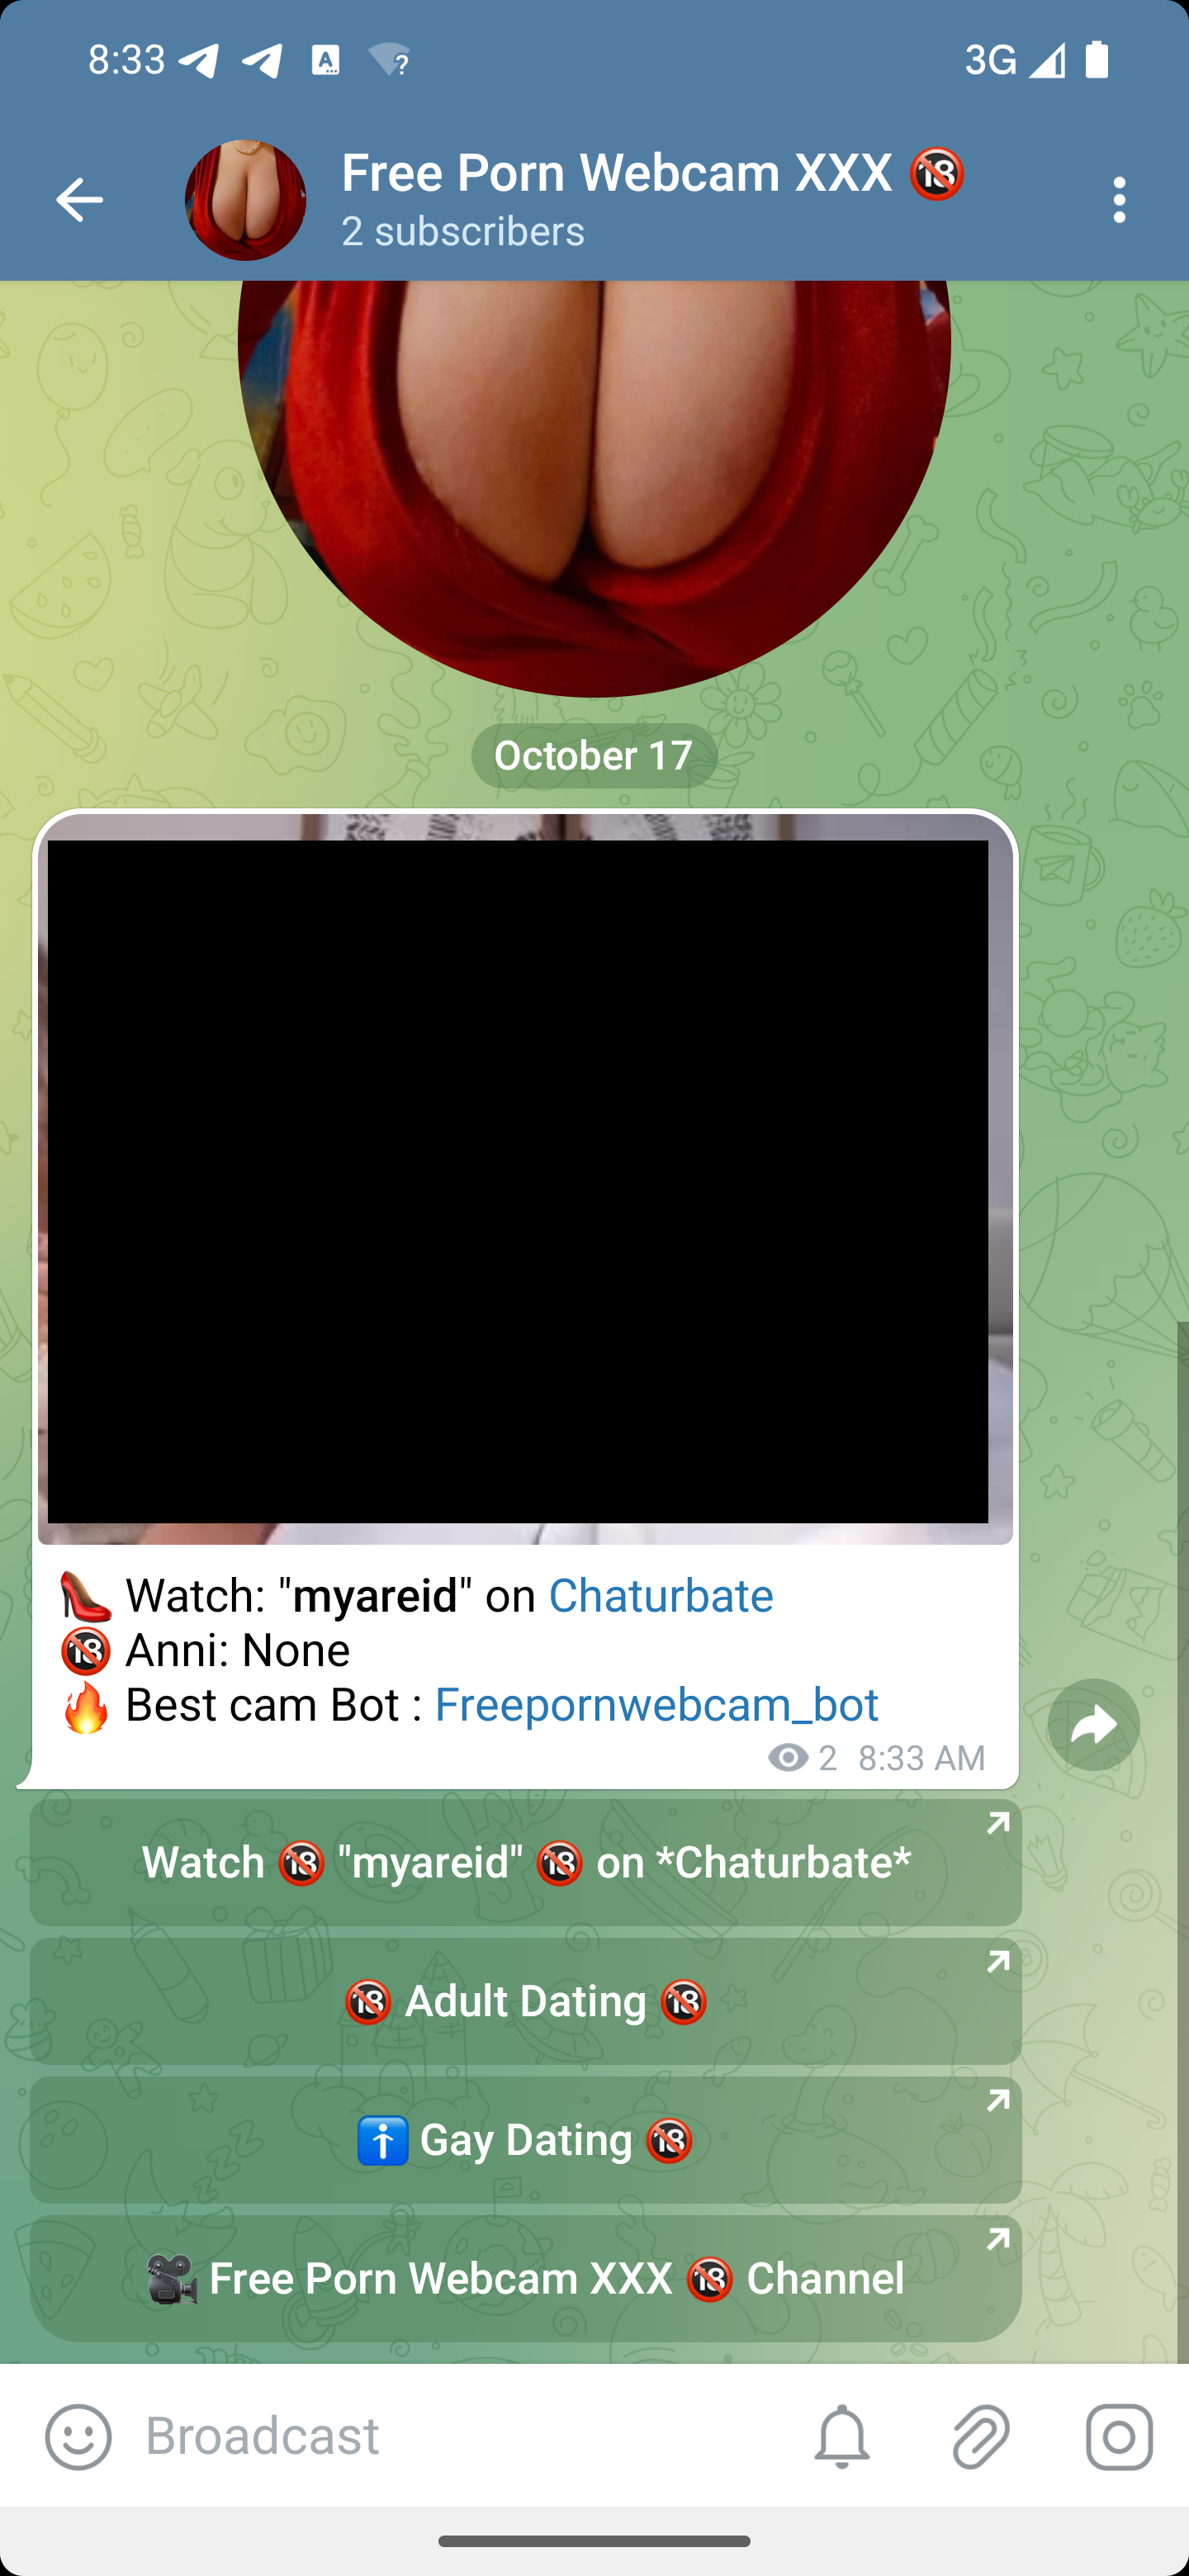 8:33
3G
Free Porn Webcam XXX 🔞
2 subscribers
October 17
👠 Watch: "myareid" on Chaturbate
🔞 Anni: None
🔥 Best cam Bot : Freepornwebcam_bot
2 8:33 AM
Watch 🔞 "myareid" 🔞 on *Chaturbate*
🔞 Adult Dating 🔞
🚹 Gay Dating 🔞
🎥 Free Porn Webcam XXX 🔞 Channel
Broadcast